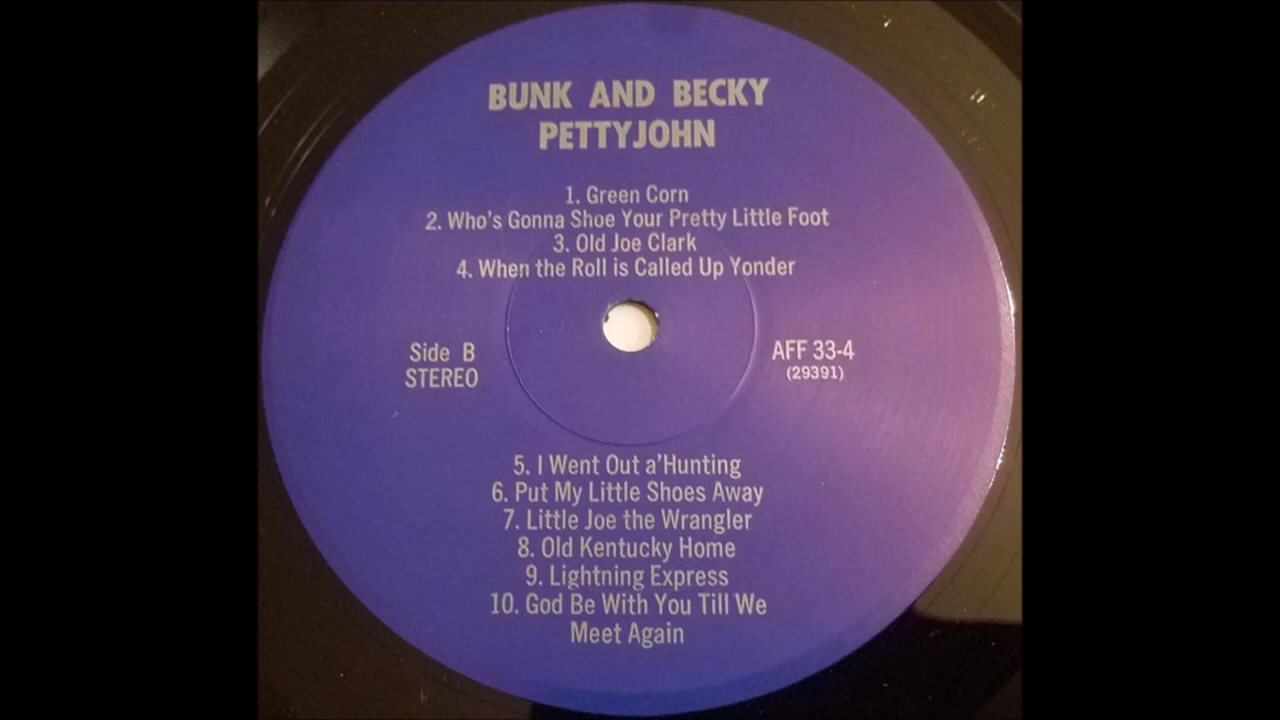 BUNK AND BECKY
PETTYJOHN
1. Green Corn
2. Who's Gonna Shoe Your Pretty Little Foot
3. Old Joe Clark
4. When the Roll is Called Up Yonder
Side B
STEREO
AFF 33-4
(29391)
5. I Went Out a'Hunting
6. Put My Little Shoes Away
7. Little Joe the Wrangler
8. Old Kentucky Home
9. Lightning Express
10. God Be With You Till We
Meet Again